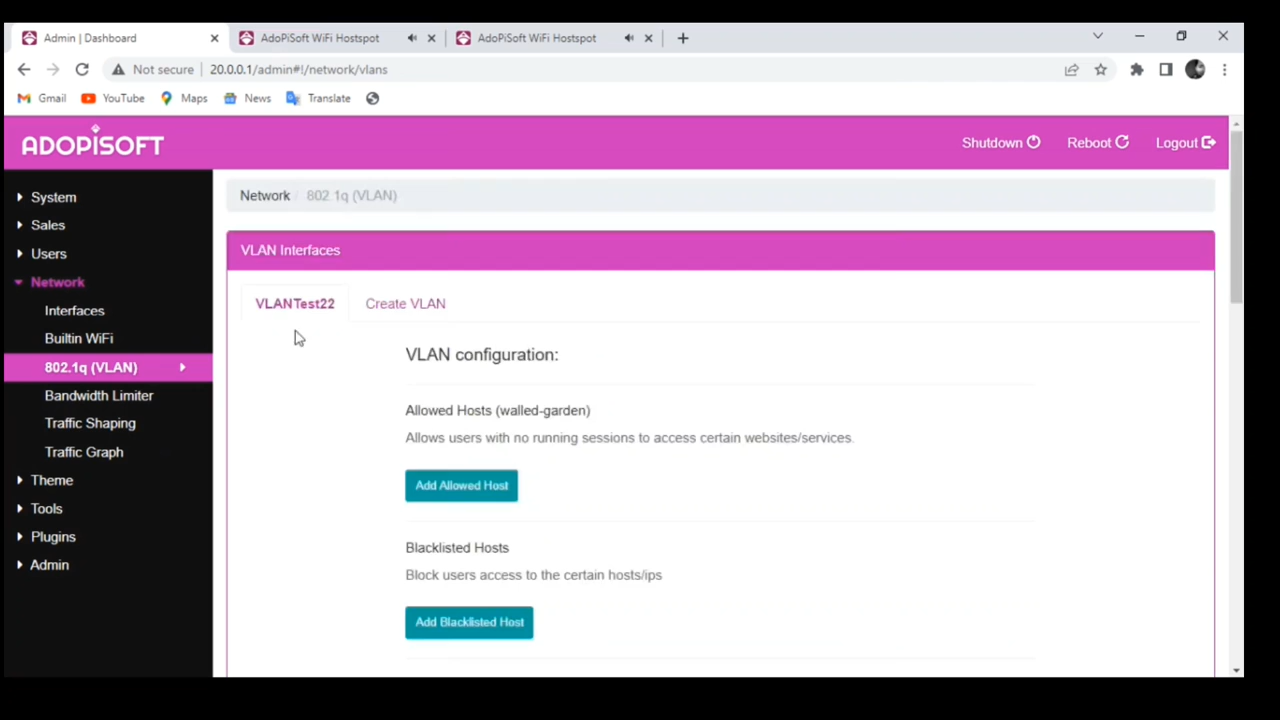 Admin | Dashboard
AdoPiSoft WiFi Hostspot
AdoPiSoft WiFi Hostspot
Not secure
20.0.0.1/admin#!/network/vlans
Gmail
YouTube
Maps
News
Translate
ADOPISOFT
Shutdown
Reboot
Logout
System
Sales
Users
Network
Interfaces
Builtin WiFi
802.1q (VLAN)
Bandwidth Limiter
Traffic Shaping
Traffic Graph
Theme
Tools
Plugins
Admin
Network / 802.1q (VLAN)
VLAN Interfaces
VLANTest22
Create VLAN
VLAN configuration:
Allowed Hosts (walled-garden)
Allows users with no running sessions to access certain websites/services.
Add Allowed Host
Blacklisted Hosts
Block users access to the certain hosts/ips
Add Blacklisted Host